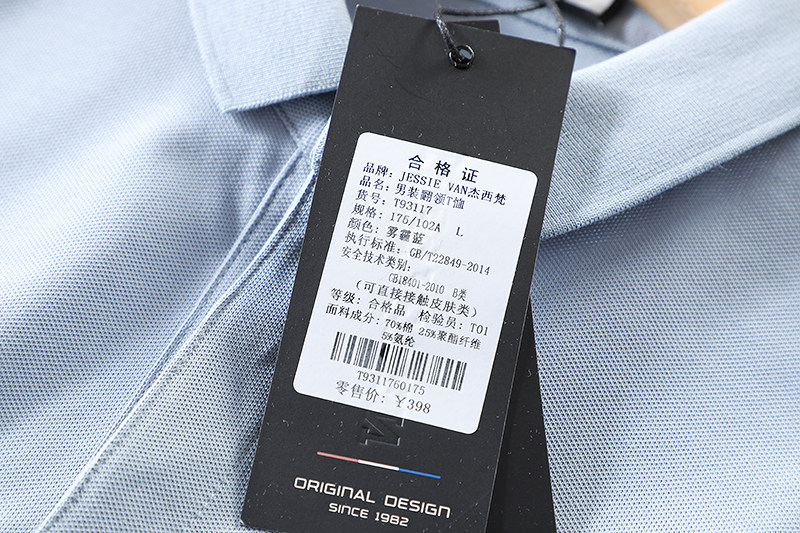 合格证
品牌: JESSIE VAN杰西梵
品名: 男装翻领T恤
货号: T93117
规格: 175/102A L
颜色: 雾霾蓝
执行标准: GB/T22849-2014
安全技术类别:
GB18401-2010 B类
(可直接接触皮肤类)
等级: 合格品 检验员: T01
面料成分: 70%棉 25%聚酯纤维
5%氨纶
T9311760175
零售价: ¥398
ORIGINAL DESIGN
SINCE 1982